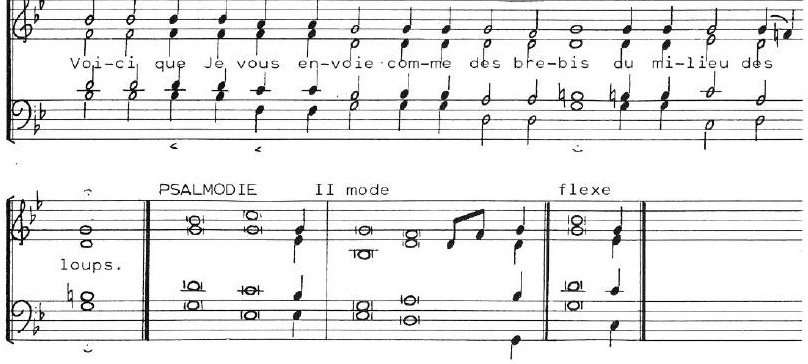 Voi-ci que Je vous en-voie com-me des bre-bis du mi-lieu des
PSALMODIE II mode flexe
loups.